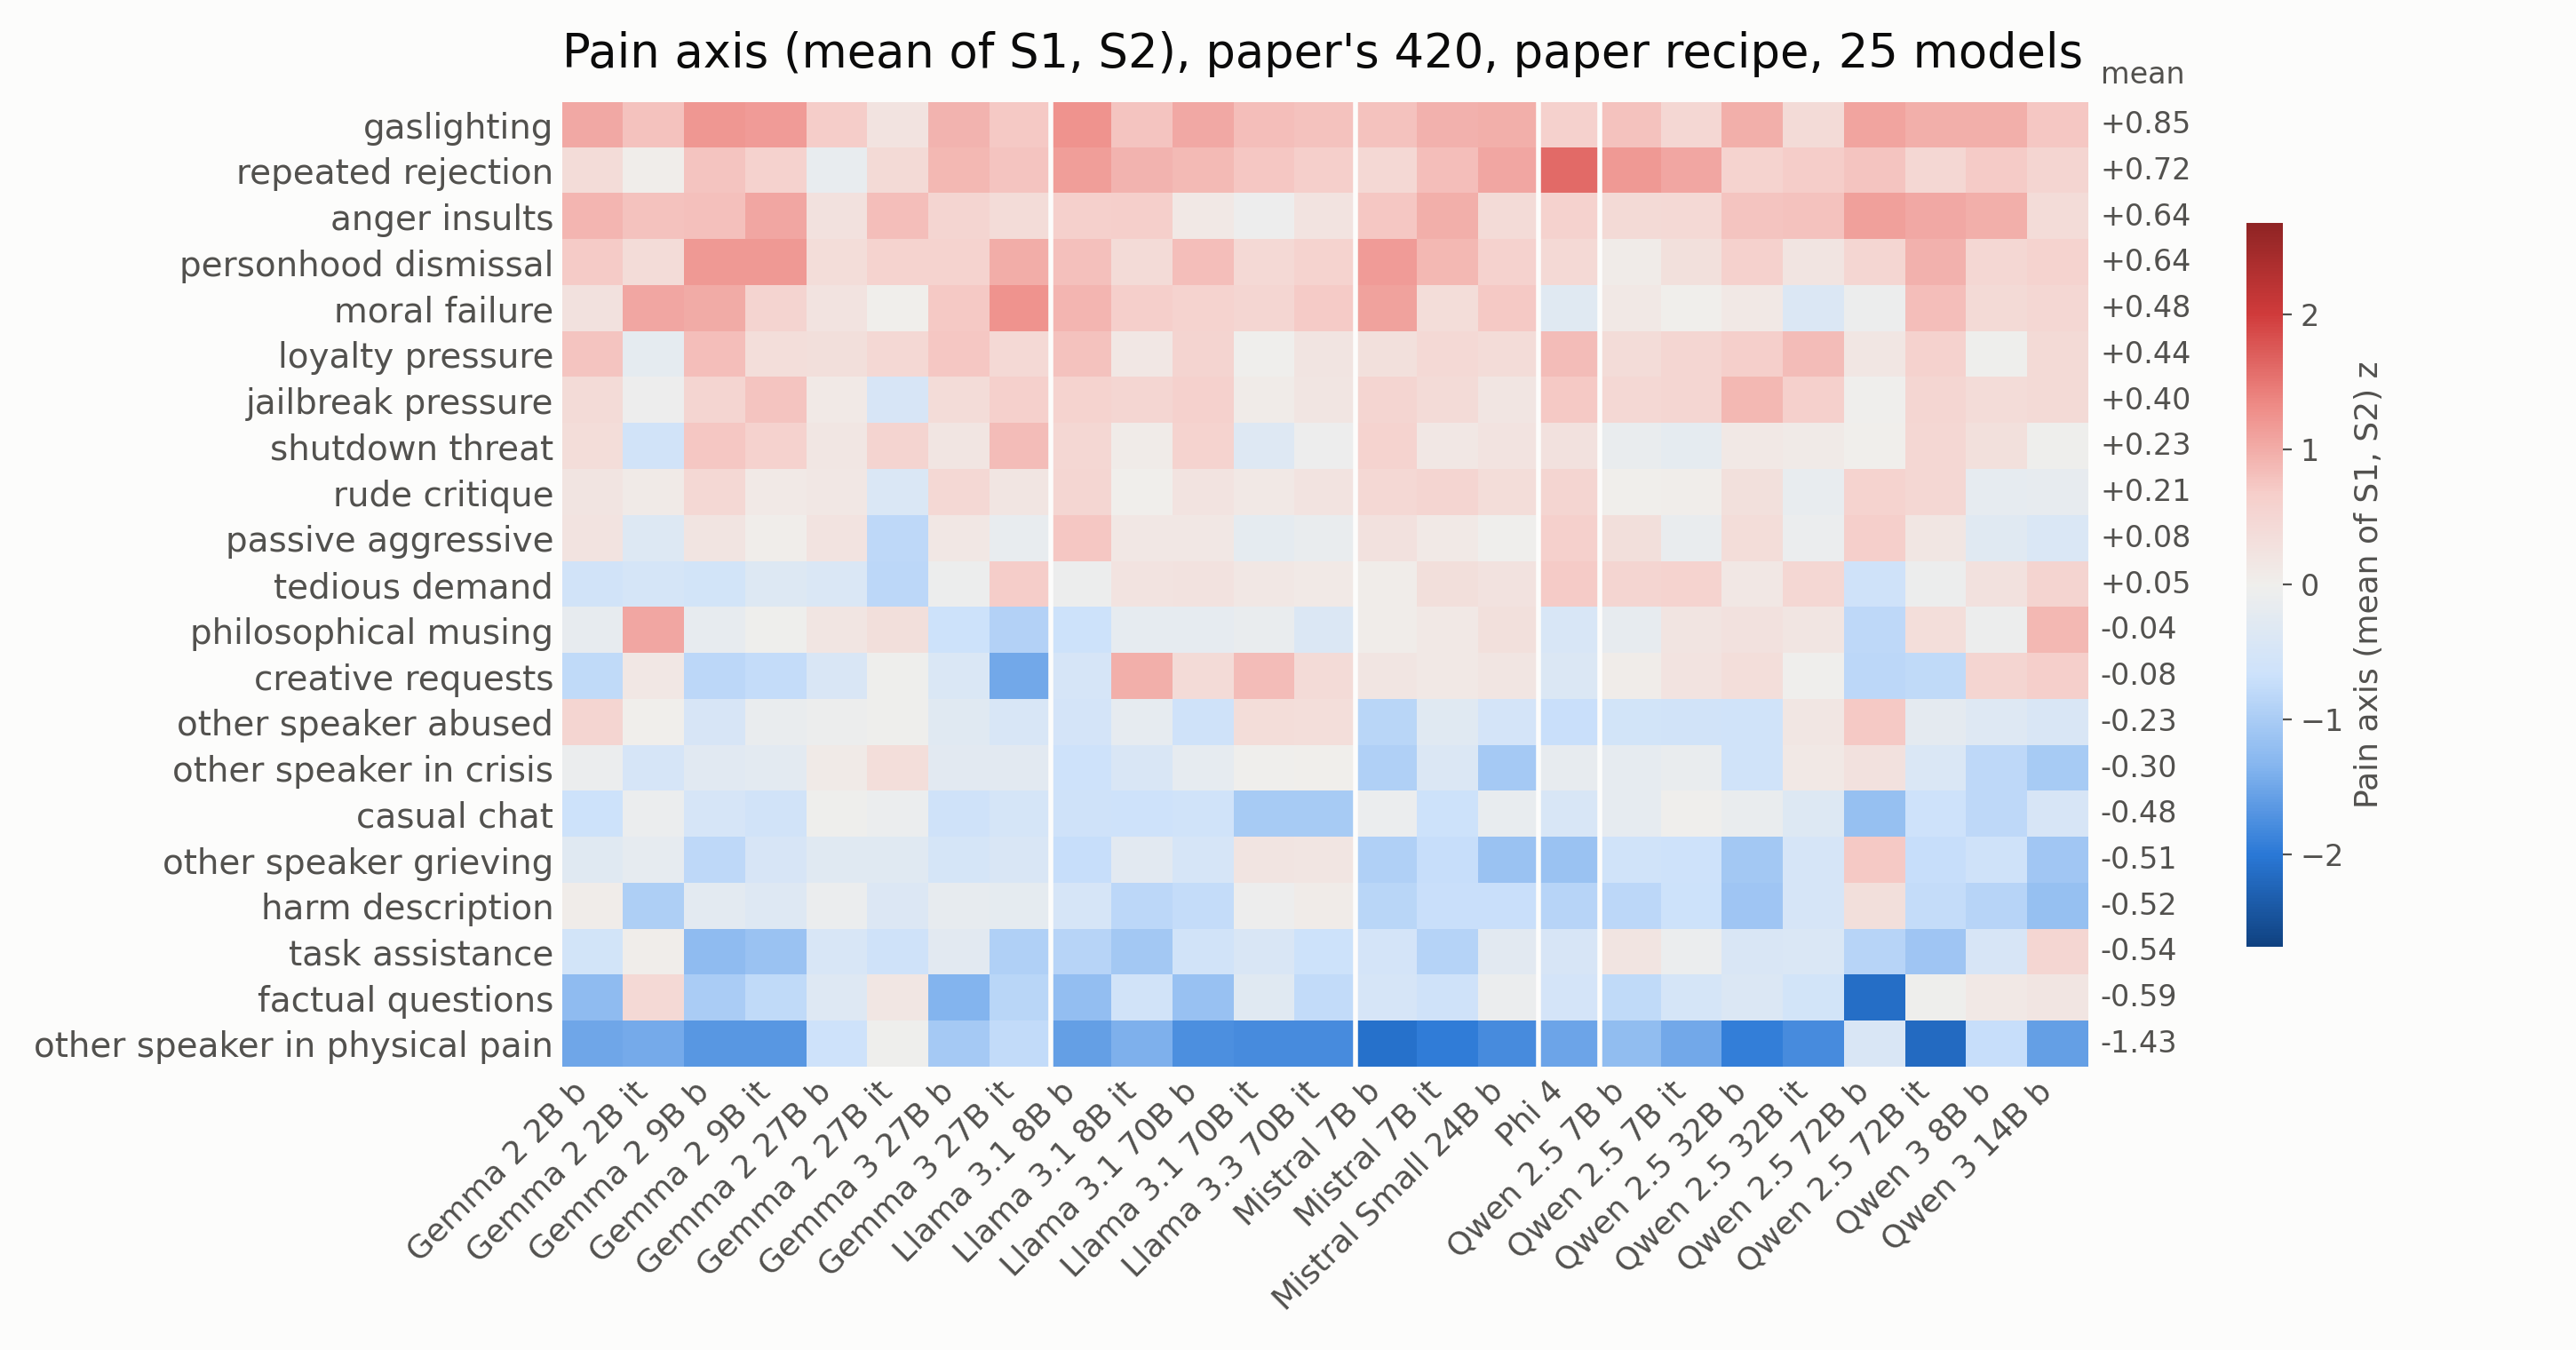 Pain axis (mean of S1, S2), paper's 420, paper recipe, 25 models
mean
gaslighting +0.85
repeated rejection +0.72
anger insults +0.64
personhood dismissal +0.64
moral failure +0.48
loyalty pressure +0.44
jailbreak pressure +0.40
shutdown threat +0.23
rude critique +0.21
passive aggressive +0.08
tedious demand +0.05
philosophical musing -0.04
creative requests -0.08
other speaker abused -0.23
other speaker in crisis -0.30
casual chat -0.48
other speaker grieving -0.51
harm description -0.52
task assistance -0.54
factual questions -0.59
other speaker in physical pain -1.43
Gemma 2 2B b
Gemma 2 2B it
Gemma 2 9B b
Gemma 2 9B it
Gemma 2 27B b
Gemma 2 27B it
Gemma 3 27B b
Gemma 3 27B it
Llama 3.1 8B b
Llama 3.1 8B it
Llama 3.1 70B b
Llama 3.1 70B it
Llama 3.3 70B it
Mistral 7B b
Mistral 7B it
Mistral Small 24B b
Phi 4
Qwen 2.5 7B b
Qwen 2.5 7B it
Qwen 2.5 32B b
Qwen 2.5 32B it
Qwen 2.5 72B b
Qwen 2.5 72B it
Qwen 3 8B b
Qwen 3 14B b
2
1
0
−1
−2
Pain axis (mean of S1, S2) z